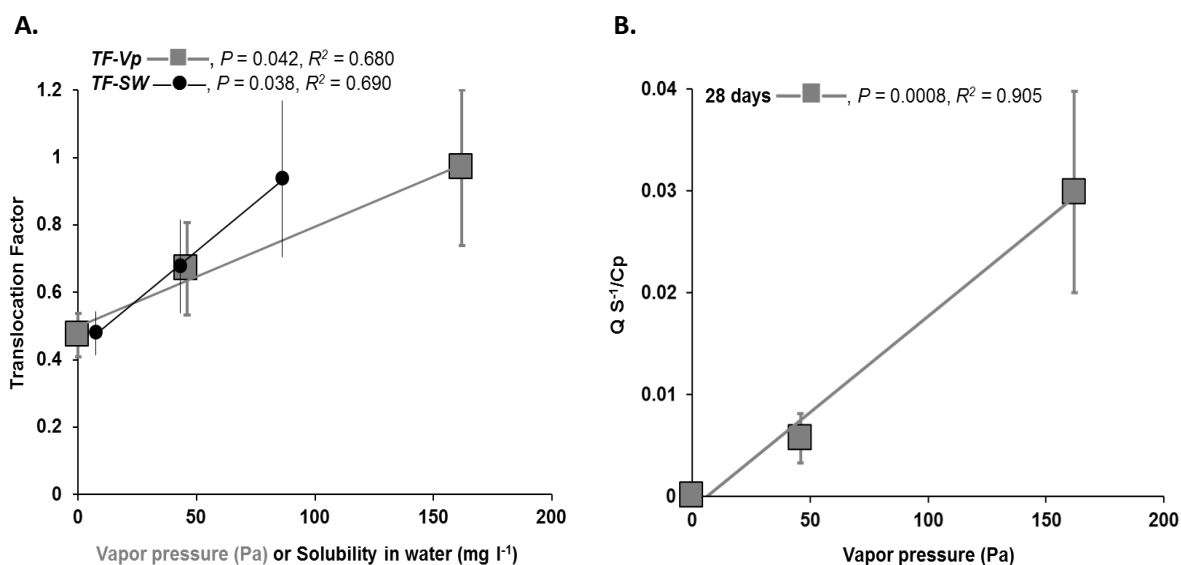 A.
TF-Vp , P = 0.042, R² = 0.680
TF-SW , P = 0.038, R² = 0.690
1.2
1
0.8
0.6
0.4
0.2
0
0 50 100 150 200
Translocation Factor
Vapor pressure (Pa) or Solubility in water (mg l⁻¹)
B.
28 days , P = 0.0008, R² = 0.905
0.04
0.03
0.02
0.01
0
0 50 100 150 200
Q S⁻¹/Cp
Vapor pressure (Pa)